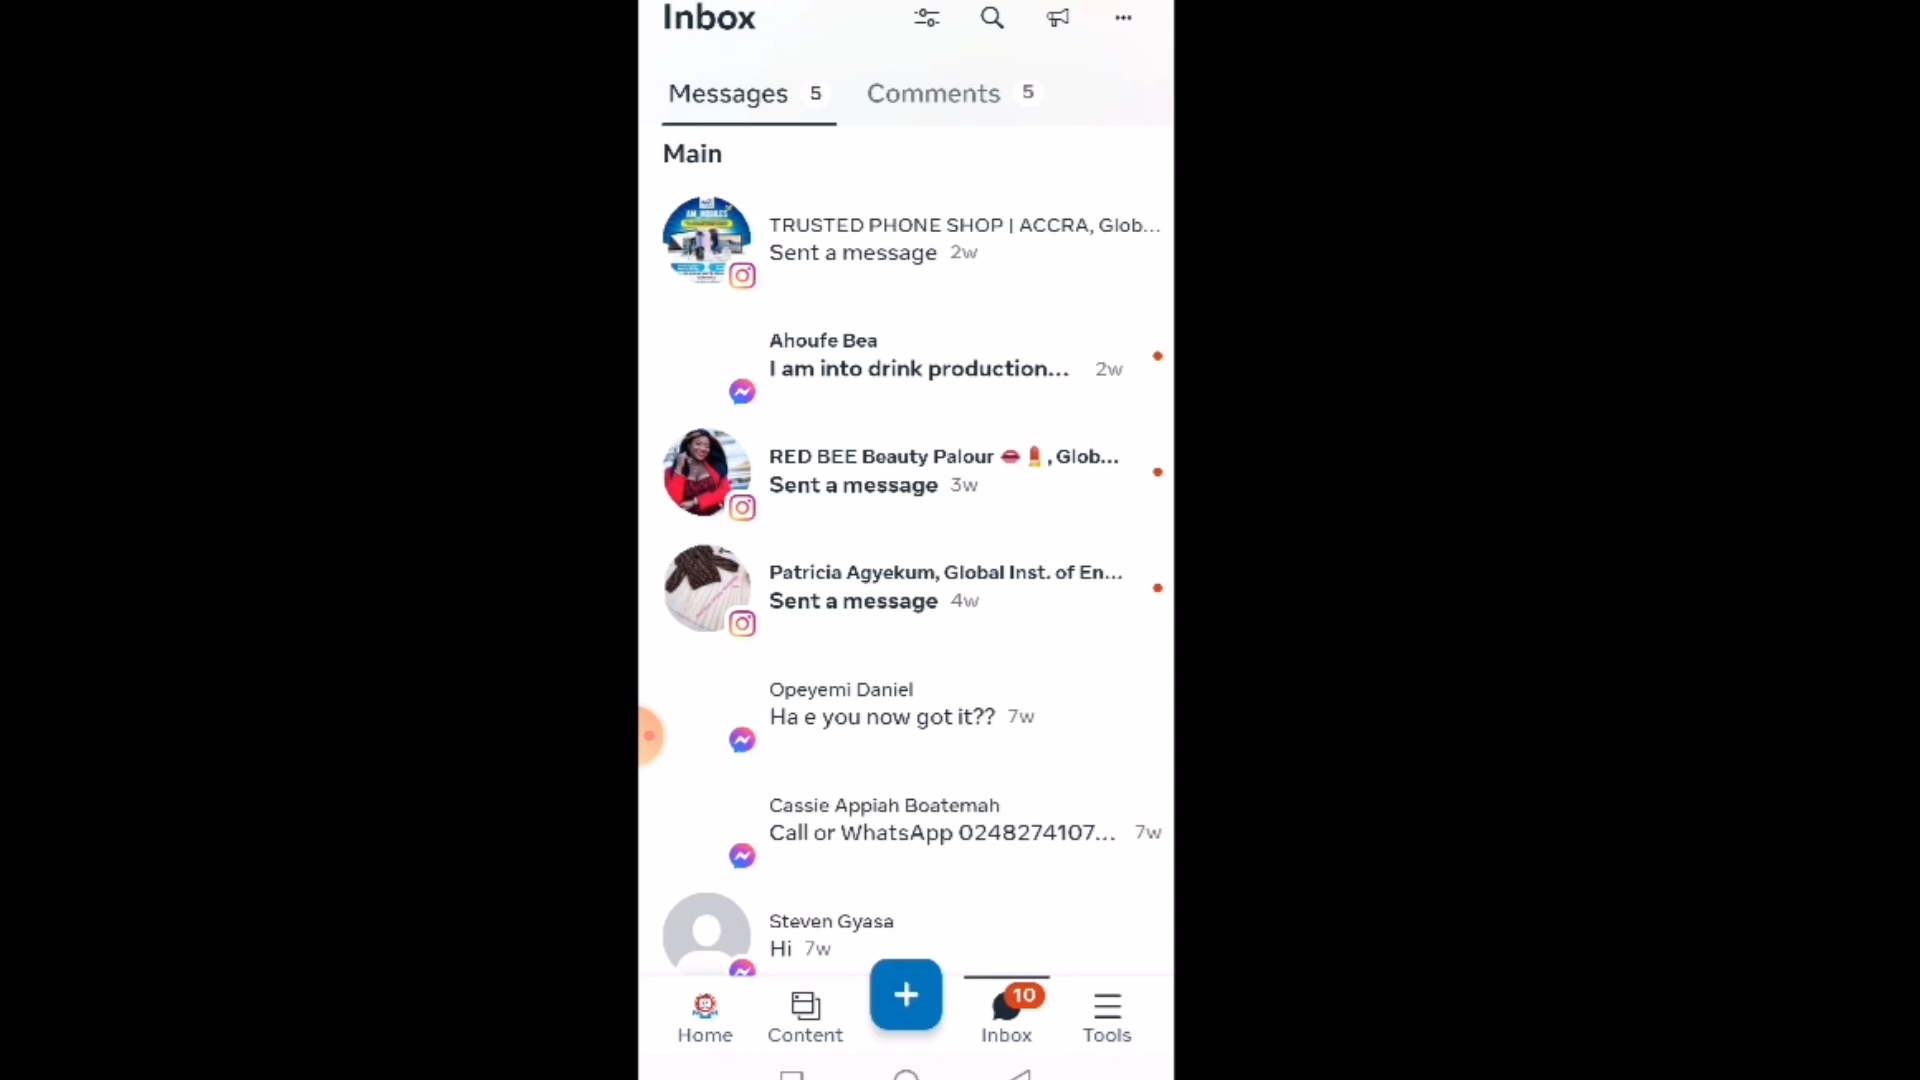 Inbox
Messages 5 Comments 5
Main
TRUSTED PHONE SHOP | ACCRA, Glob...
Sent a message 2w
Ahoufe Bea
I am into drink production... 2w
RED BEE Beauty Palour 👄💄, Glob...
Sent a message 3w
Patricia Agyekum, Global Inst. of En...
Sent a message 4w
Opeyemi Daniel
Ha e you now got it?? 7w
Cassie Appiah Boatemah
Call or WhatsApp 0248274107... 7w
Steven Gyasa
Hi 7w
10
Home Content + Inbox Tools